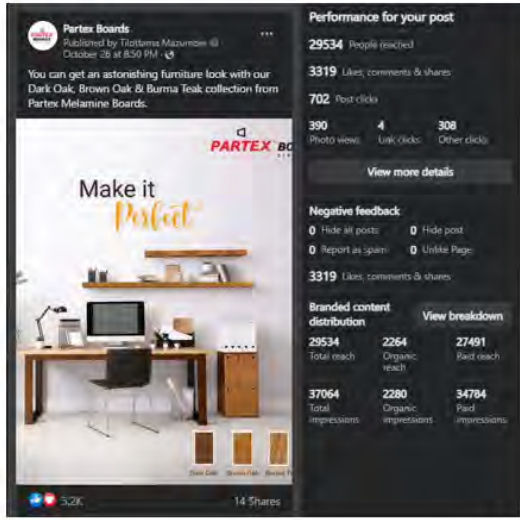 Partex Boards
Published by Tilottama Mazumder
October 26 at 8:50 PM
You can get an astonishing furniture look with our
Dark Oak, Brown Oak & Burma Teak collection from
Partex Melamine Boards.
PARTEX BO
Make it
Perfect
Dark Oak
3.2K
14 Shares
Performance for your post
29534 People reached
3319 Likes, comments & shares
702 Post clicks
390 4 308
Photo views Link clicks Other clicks
View more details
Negative feedback
0 Hide all posts 0 Hide post
0 Report as spam 0 Unlike Page
3319 Likes, comments & shares
Branded content
distribution View breakdown
29534 2264 27491
Total reach Organic Paid reach
reach
37064 2280 34784
Total Organic Paid
impressions impressions impressions